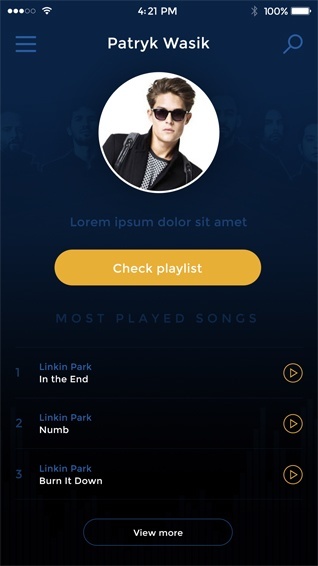 4:21 PM
100%
Patryk Wasik
Lorem ipsum dolor sit amet
Check playlist
MOST PLAYED SONGS
1
Linkin Park
In the End
2
Linkin Park
Numb
3
Linkin Park
Burn It Down
View more